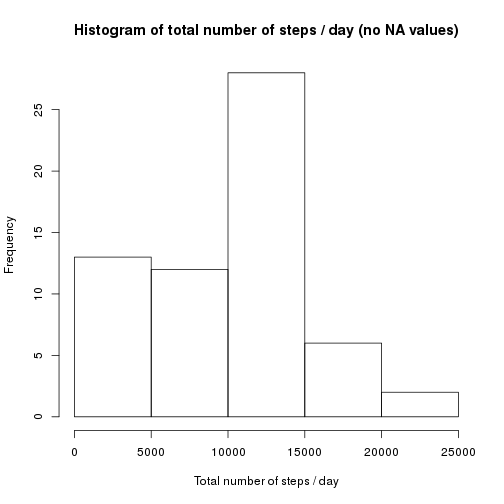 Histogram of total number of steps / day (no NA values)
Frequency
25
20
15
10
5
0
0 5000 10000 15000 20000 25000
Total number of steps / day